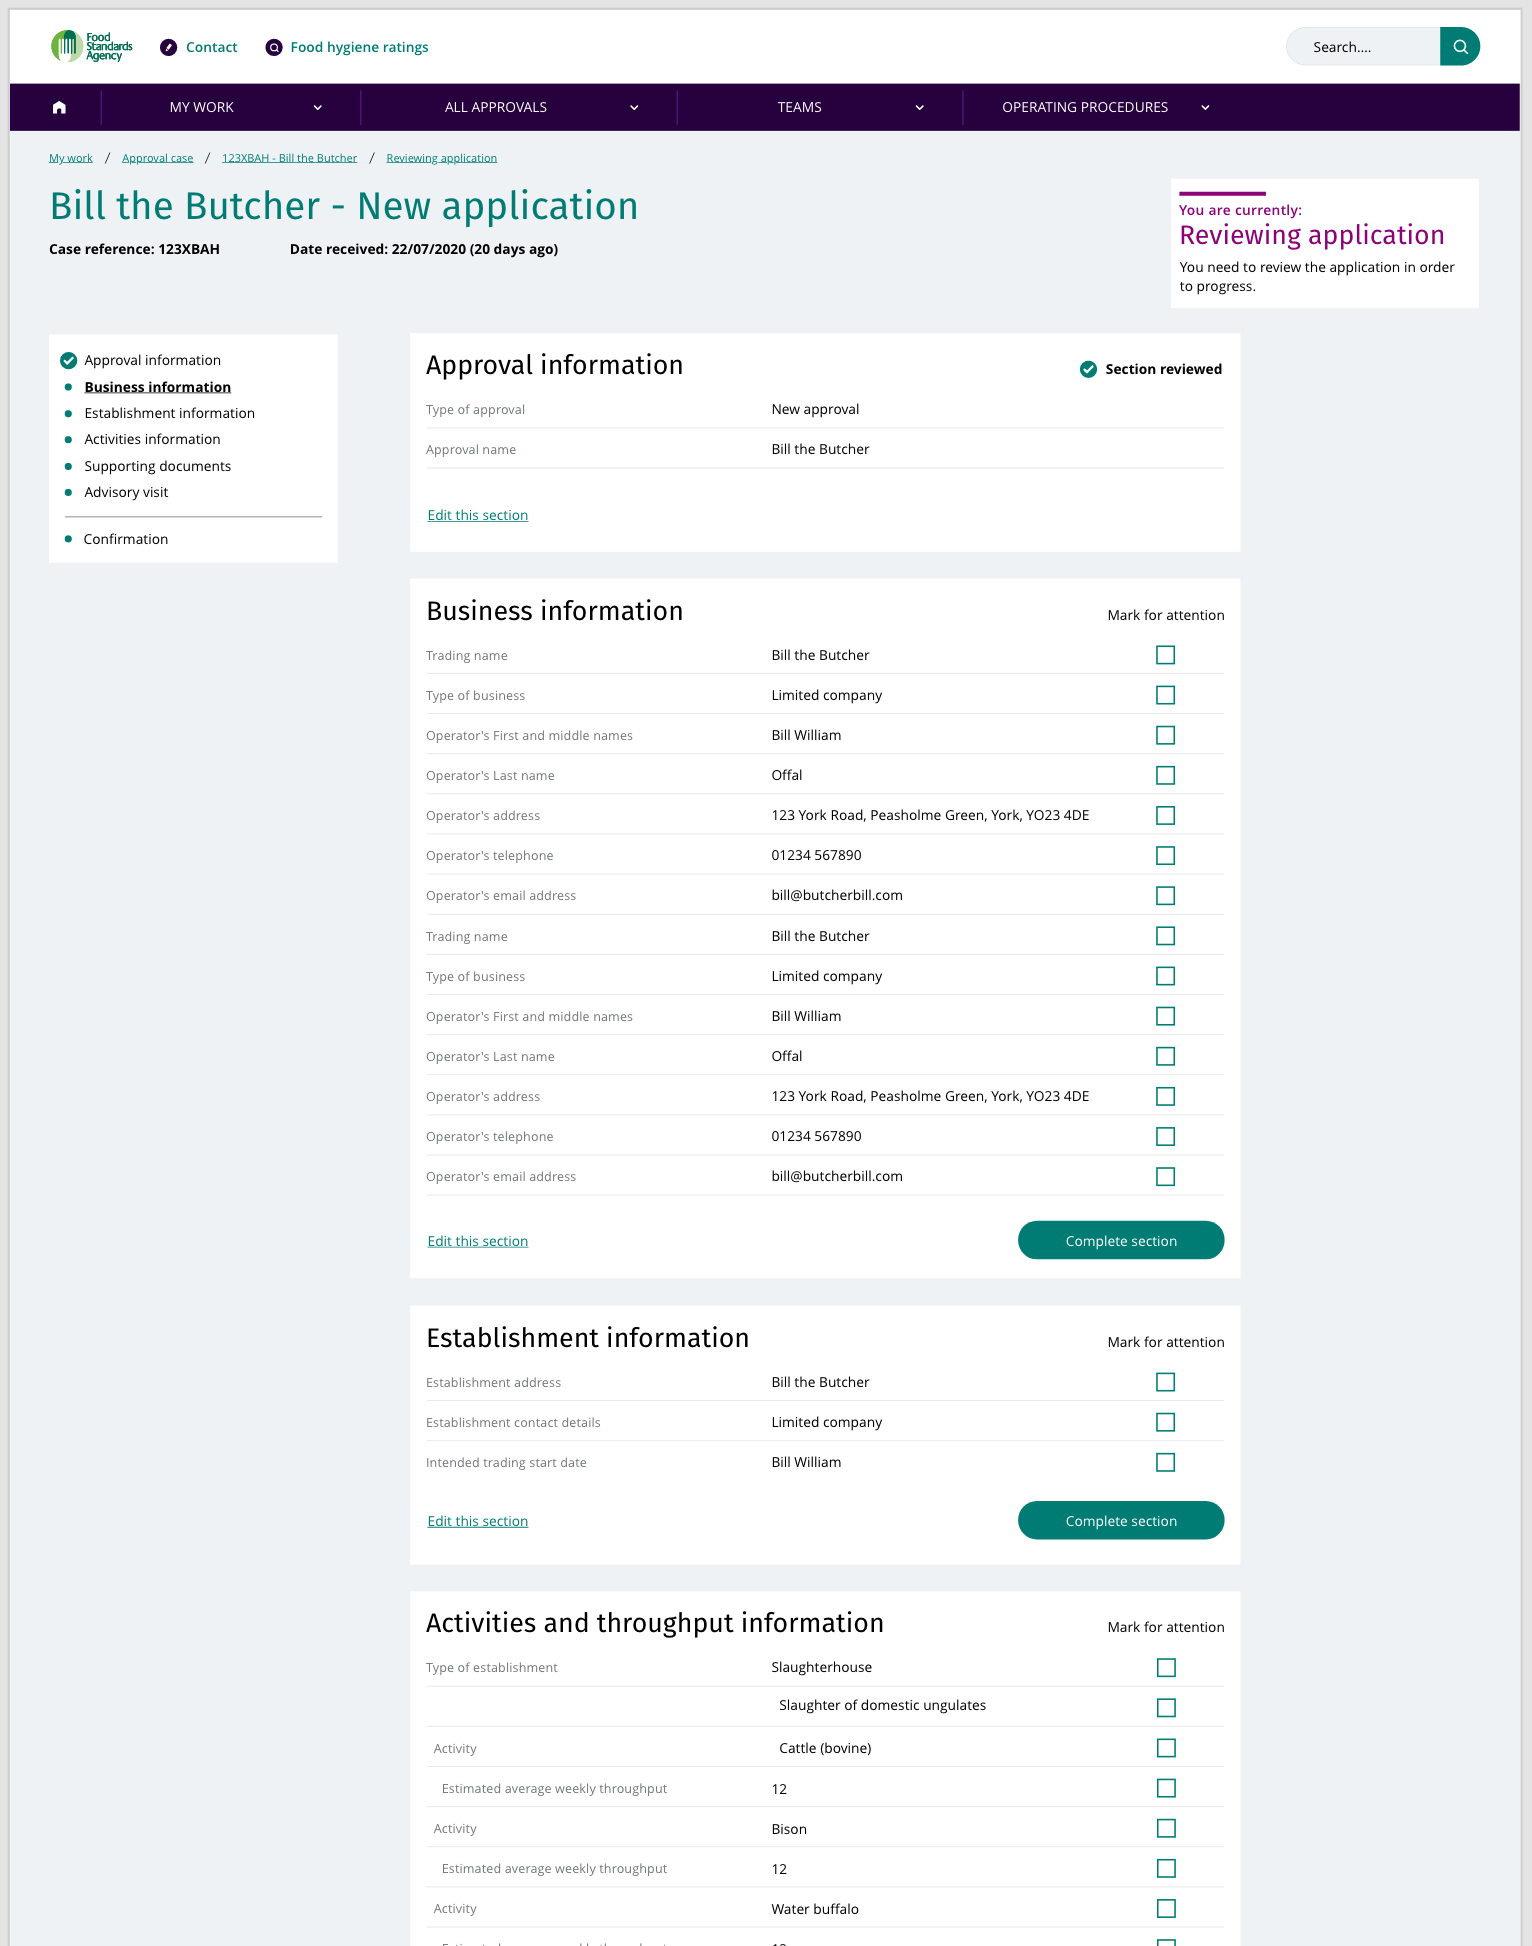 Food
Standards
Agency
Contact
Food hygiene ratings
Search....
MY WORK
ALL APPROVALS
TEAMS
OPERATING PROCEDURES
My work / Approval case / 123XBAH - Bill the Butcher / Reviewing application
Bill the Butcher - New application
Case reference: 123XBAH
Date received: 22/07/2020 (20 days ago)
You are currently:
Reviewing application
You need to review the application in order
to progress.
Approval information
Business information
Establishment information
Activities information
Supporting documents
Advisory visit
Confirmation
Approval information
Section reviewed
Type of approval New approval
Approval name Bill the Butcher
Edit this section
Business information
Mark for attention
Trading name Bill the Butcher
Type of business Limited company
Operator's First and middle names Bill William
Operator's Last name Offal
Operator's address 123 York Road, Peasholme Green, York, YO23 4DE
Operator's telephone 01234 567890
Operator's email address bill@butcherbill.com
Trading name Bill the Butcher
Type of business Limited company
Operator's First and middle names Bill William
Operator's Last name Offal
Operator's address 123 York Road, Peasholme Green, York, YO23 4DE
Operator's telephone 01234 567890
Operator's email address bill@butcherbill.com
Edit this section
Complete section
Establishment information
Mark for attention
Establishment address Bill the Butcher
Establishment contact details Limited company
Intended trading start date Bill William
Edit this section
Complete section
Activities and throughput information
Mark for attention
Type of establishment Slaughterhouse
Slaughter of domestic ungulates
Activity Cattle (bovine)
Estimated average weekly throughput 12
Activity Bison
Estimated average weekly throughput 12
Activity Water buffalo